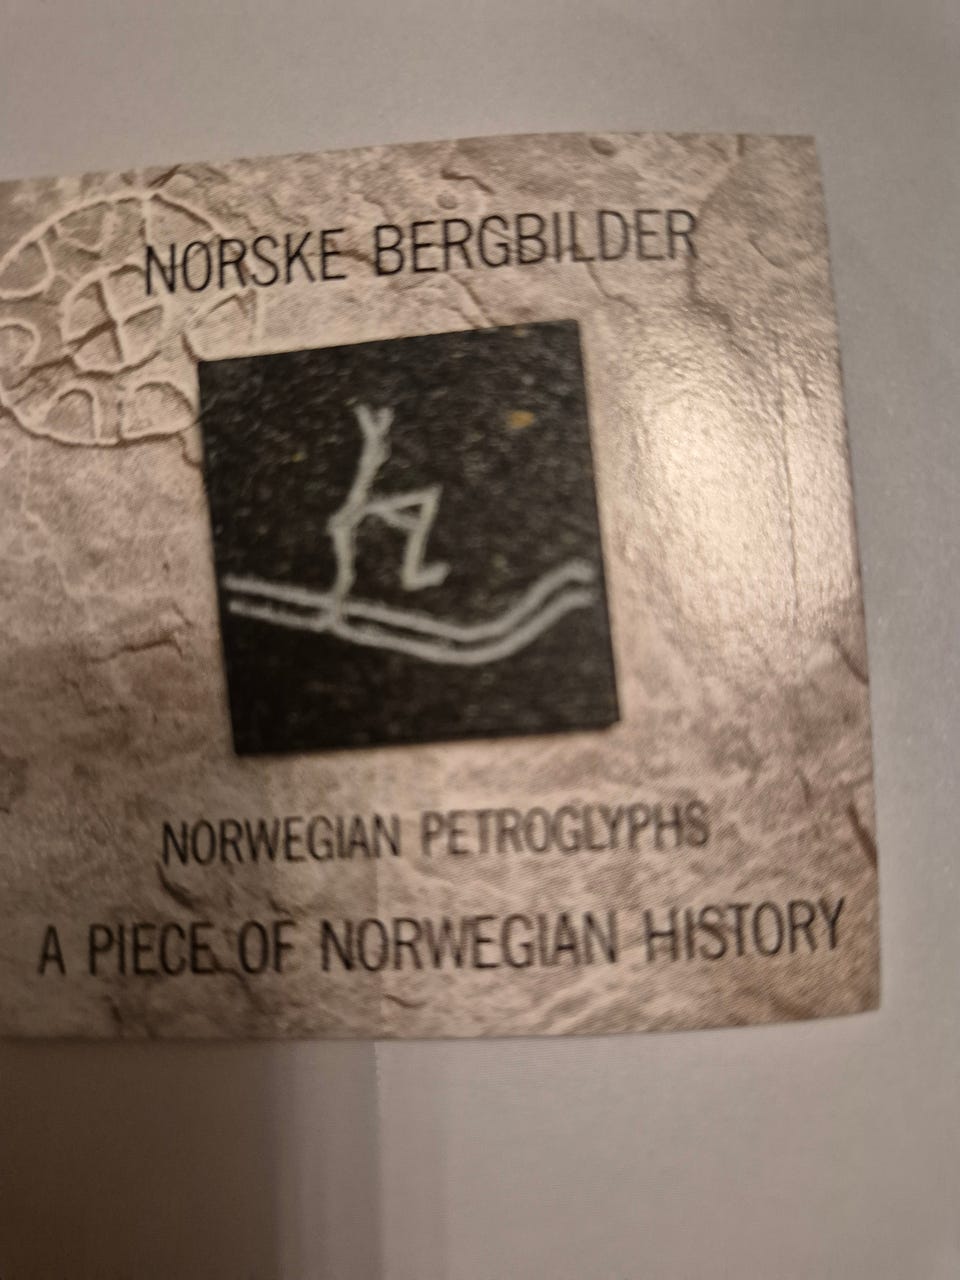 NORSKE BERGBILDER
NORWEGIAN PETROGLYPHS
A PIECE OF NORWEGIAN HISTORY